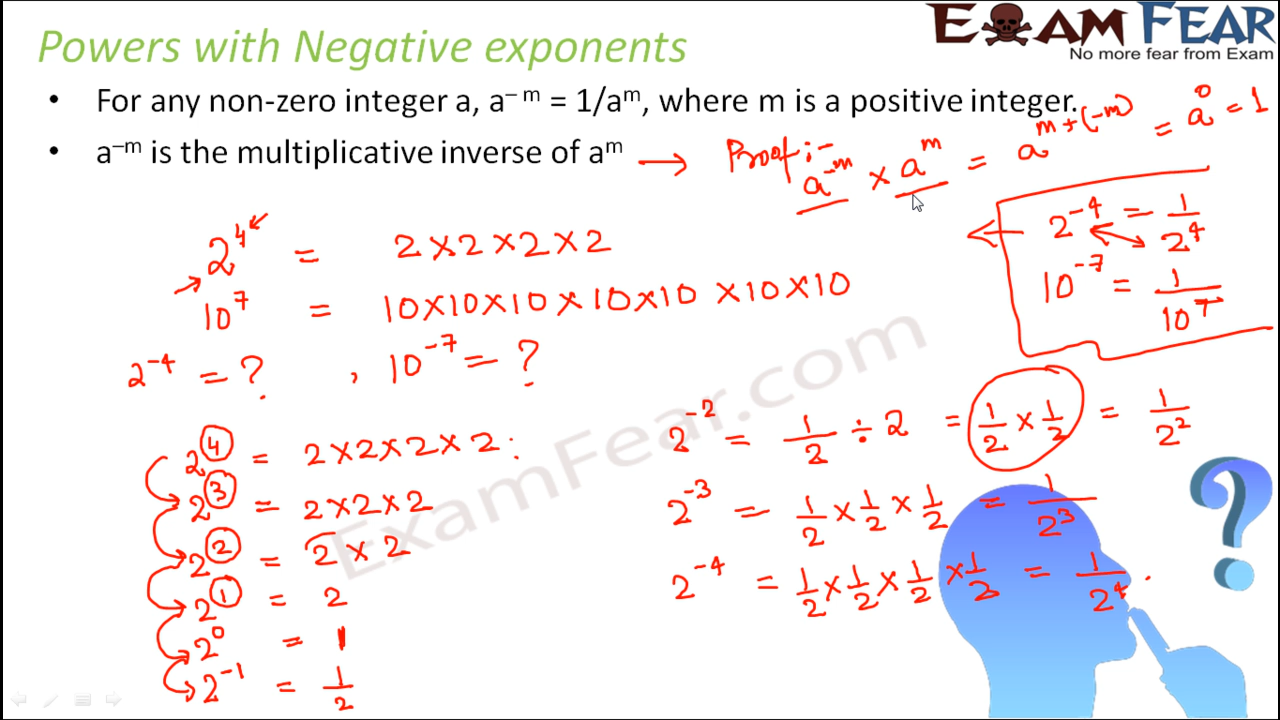 EXAM FEAR
No more fear from Exam
Powers with Negative exponents
• For any non-zero integer a, a⁻ᵐ = 1/aᵐ, where m is a positive integer.
• a⁻ᵐ is the multiplicative inverse of aᵐ → Proof :-
a⁻ᵐ × aᵐ = a^(m+(-m)) = a⁰ = 1
2⁴ = 2×2×2×2
10⁷ = 10×10×10×10×10×10×10
2⁻⁴ = ? , 10⁻⁷ = ?
2⁻⁴ = 1/2⁴
10⁻⁷ = 1/10⁷
2⁴ = 2×2×2×2 :
2³ = 2×2×2
2² = 2×2
2¹ = 2
2⁰ = 1
2⁻¹ = 1/2
2⁻² = 1/2 ÷ 2 = 1/2 × 1/2 = 1/2²
2⁻³ = 1/2 × 1/2 × 1/2 = 1/2³
2⁻⁴ = 1/2 × 1/2 × 1/2 × 1/2 = 1/2⁴ .
ExamFear.com
?